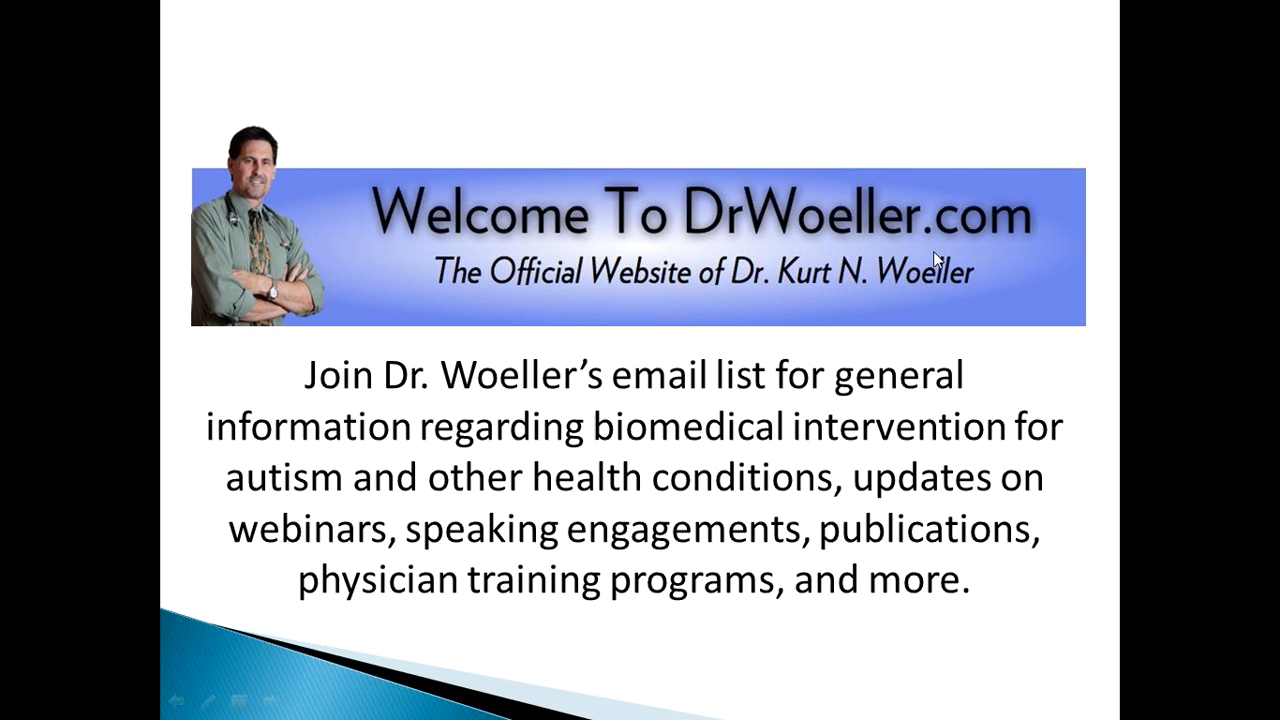 Welcome To DrWoeller.com
The Official Website of Dr. Kurt N. Woeller
Join Dr. Woeller’s email list for general
information regarding biomedical intervention for
autism and other health conditions, updates on
webinars, speaking engagements, publications,
physician training programs, and more.